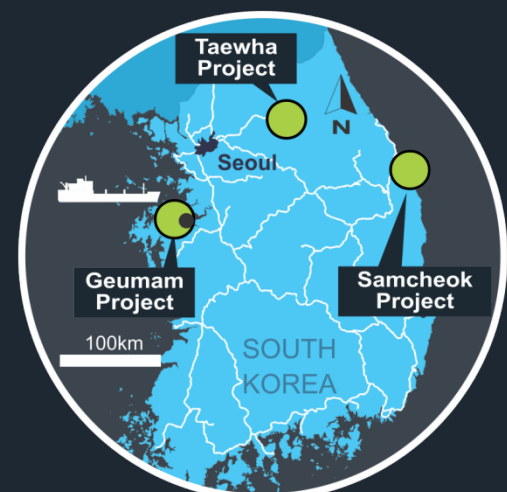 Taewha
Project
N
Seoul
Geumam
Project
Samcheok
Project
100km
SOUTH
KOREA